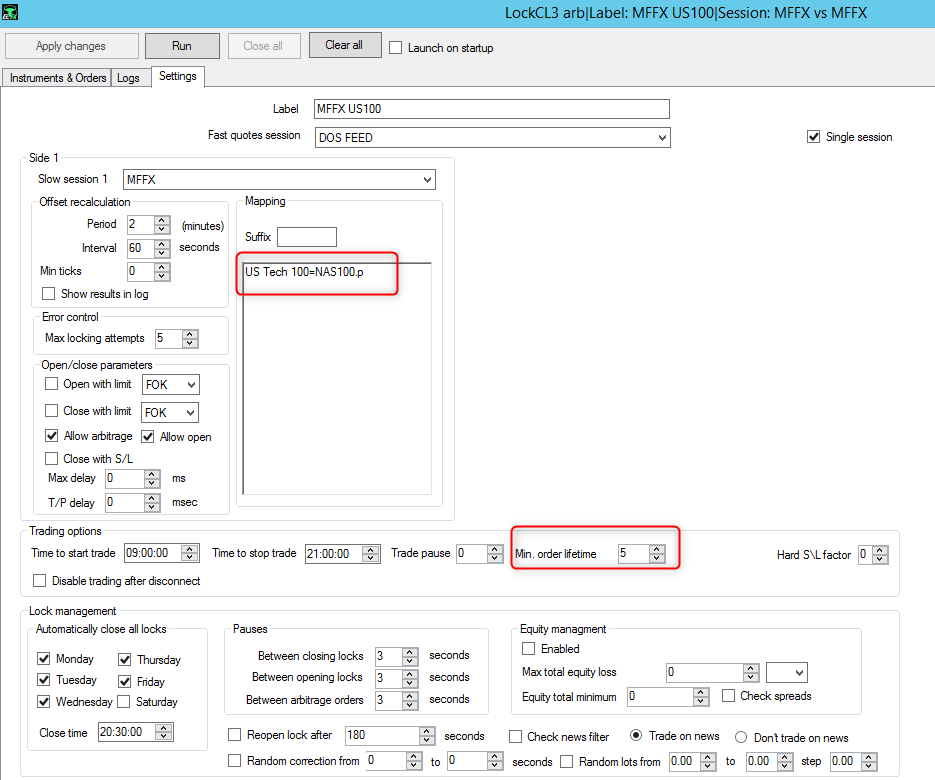 LockCL3 arb|Label: MFFX US100|Session: MFFX vs MFFX
Apply changes Run Close all Clear all Launch on startup
Instruments & Orders Logs Settings
Label MFFX US100
Fast quotes session DOS FEED Single session
Side 1
Slow session 1 MFFX
Offset recalculation
Period 2 (minutes)
Interval 60 seconds
Min ticks 0
Show results in log
Mapping
Suffix
US Tech 100=NAS100.p
Error control
Max locking attempts 5
Open/close parameters
Open with limit FOK
Close with limit FOK
Allow arbitrage Allow open
Close with S/L
Max delay 0 ms
T/P delay 0 msec
Trading options
Time to start trade 09:00:00 Time to stop trade 21:00:00 Trade pause 0 Min. order lifetime 5 Hard S\L factor 0
Disable trading after disconnect
Lock management
Automatically close all locks
Monday Thursday
Tuesday Friday
Wednesday Saturday
Close time 20:30:00
Pauses
Between closing locks 3 seconds
Between opening locks 3 seconds
Between arbitrage orders 3 seconds
Equity managment
Enabled
Max total equity loss 0
Equity total minimum 0 Check spreads
Reopen lock after 180 seconds Check news filter Trade on news Don't trade on news
Random correction from 0 to 0 seconds Random lots from 0.00 to 0.00 step 0.00